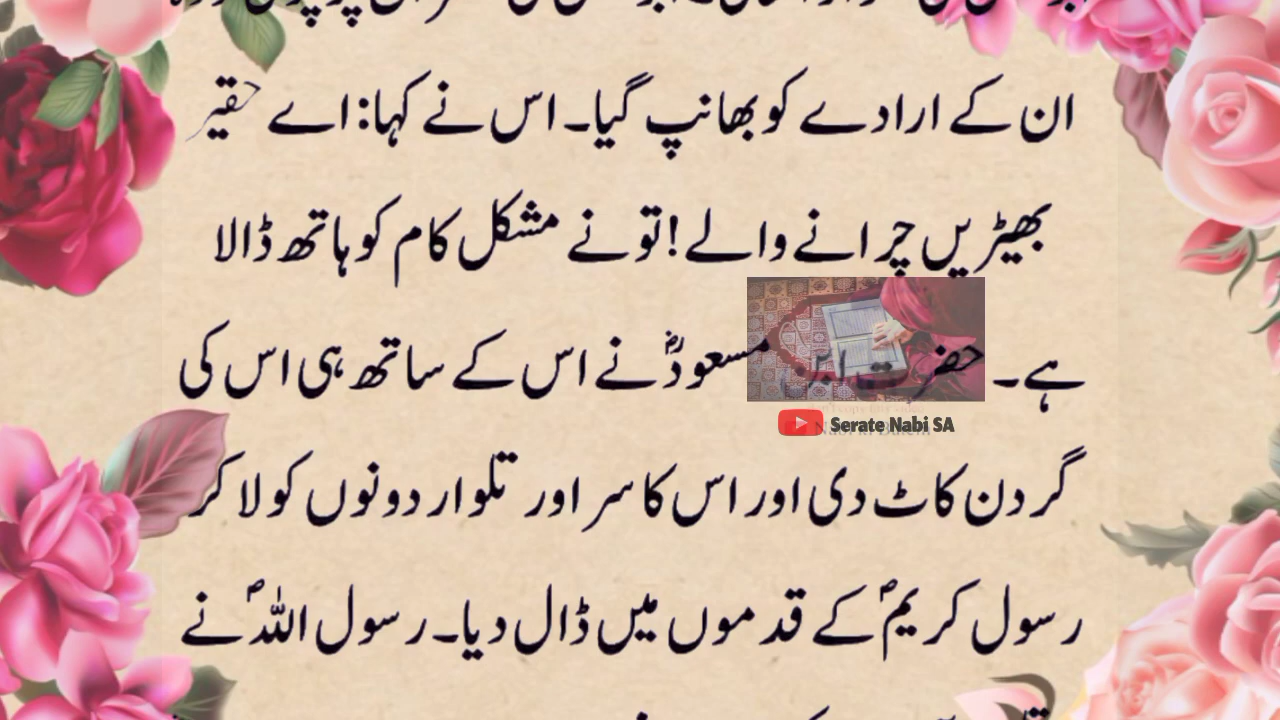 ان کے ارادے کو بھانپ گیا۔ اس نے کہا: اے حقیر
بھیڑیں چرانے والے! تو نے مشکل کام کو ہاتھ ڈالا
ہے۔ حضرت ابن مسعودؓ نے اس کے ساتھ ہی اس کی
Serate Nabi SA
گردن کاٹ دی اور اس کا سر اور تلوار دونوں کو لا کر
رسول کریمؐ کے قدموں میں ڈال دیا۔ رسول اللہؐ نے